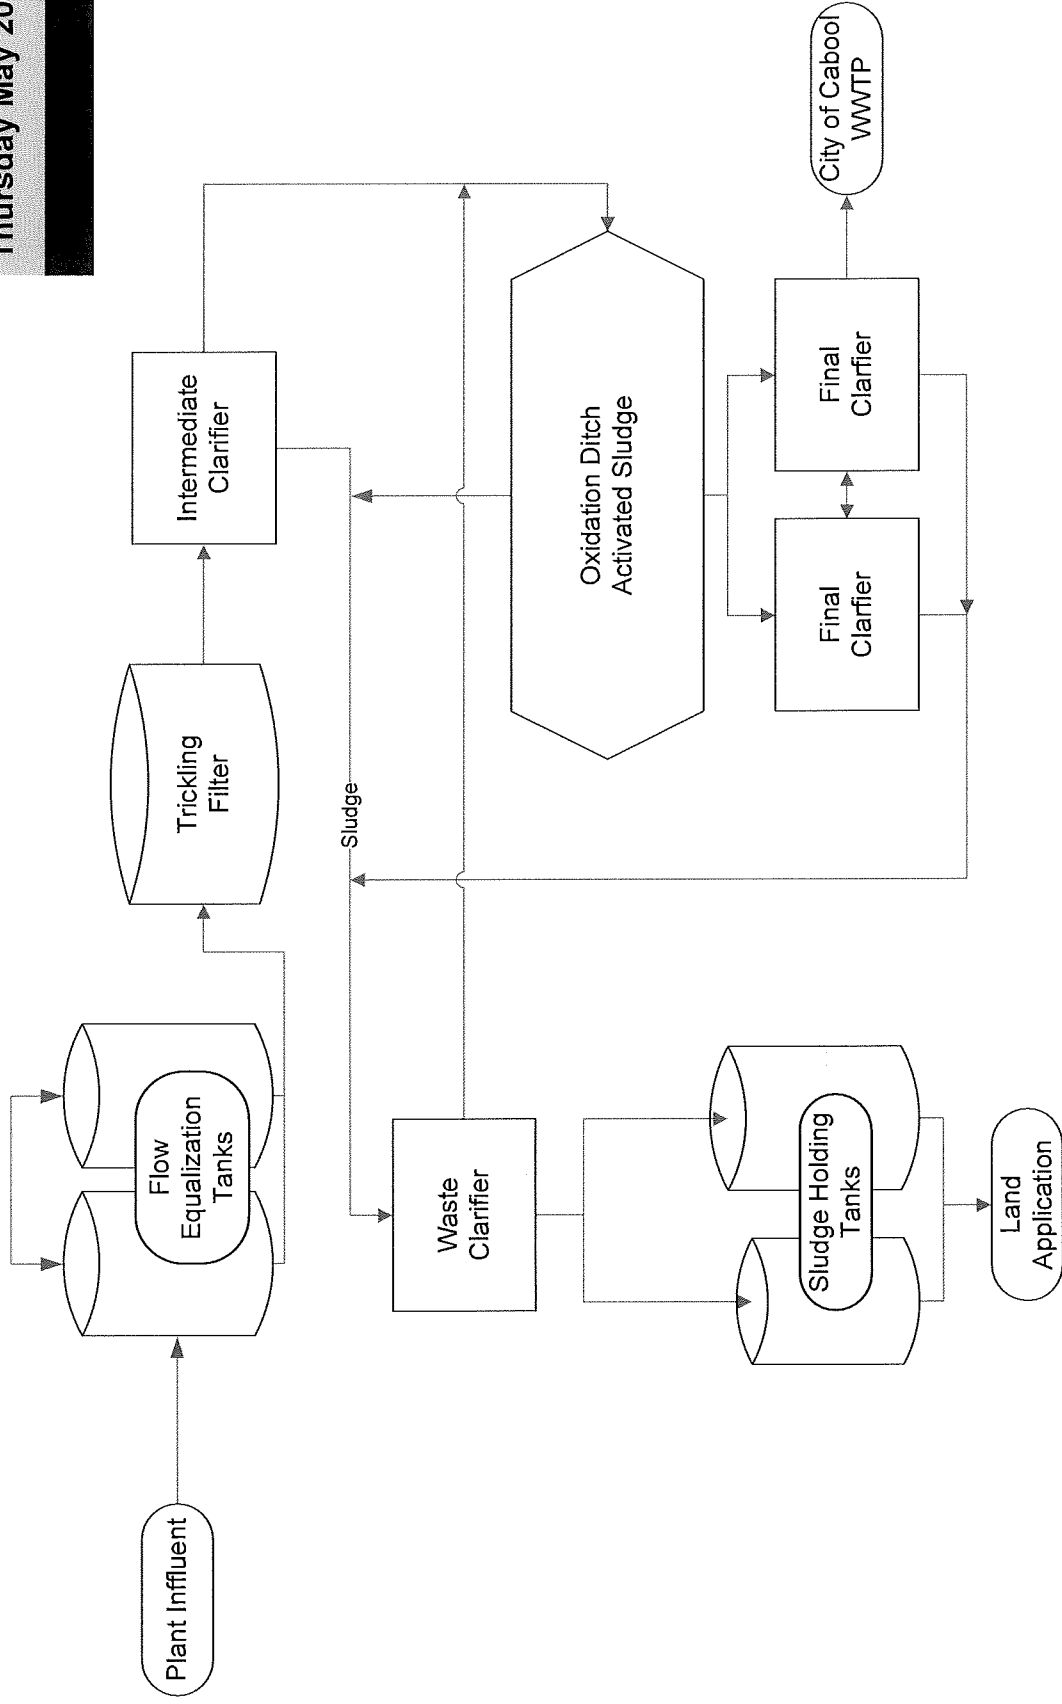 Thursday May 20
Plant Inffluent
Flow
Equalization
Tanks
Trickling
Filter
Intermediate
Clarifier
Sludge
Waste
Clarifier
Oxidation Ditch
Activated Sludge
Final
Clarfier
Final
Clarfier
City of Cabool
WWTP
Sludge Holding
Tanks
Land
Application